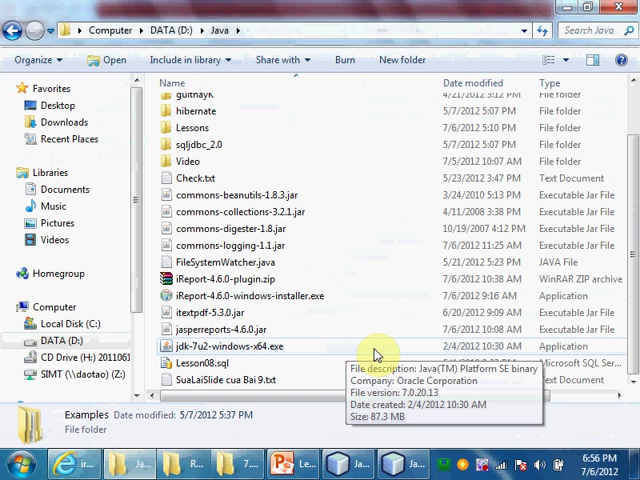 Computer ▸ DATA (D:) ▸ Java ▸
Search Java
Organize
Open
Include in library
Share with
Burn
New folder
Name
Date modified
Type
4/21/2012 5:12 PM
File folder
hibernate
5/7/2012 5:07 PM
File folder
Lessons
7/6/2012 5:10 PM
File folder
sqljdbc_2.0
5/7/2012 5:07 PM
File folder
Video
7/5/2012 10:07 AM
File folder
Check.txt
5/23/2012 3:47 PM
Text Document
commons-beanutils-1.8.3.jar
3/24/2010 5:13 PM
Executable Jar File
commons-collections-3.2.1.jar
4/11/2008 3:38 PM
Executable Jar File
commons-digester-1.8.jar
10/19/2007 4:12 PM
Executable Jar File
commons-logging-1.1.jar
7/6/2012 11:25 AM
Executable Jar File
FileSystemWatcher.java
5/21/2012 5:23 PM
JAVA File
iReport-4.6.0-plugin.zip
7/6/2012 10:38 AM
WinRAR ZIP archive
iReport-4.6.0-windows-installer.exe
7/6/2012 9:16 AM
Application
itextpdf-5.3.0.jar
6/20/2012 9:49 AM
Executable Jar File
jasperreports-4.6.0.jar
7/6/2012 10:17 AM
Executable Jar File
jdk-7u2-windows-x64.exe
2/4/2012 10:30 AM
Application
Lesson08.sql
Microsoft SQL Ser...
SuaLaiSlide cua Bai 9.txt
Text Document
File description: Java(TM) Platform SE binary
Company: Oracle Corporation
File version: 7.0.20.13
Date created: 2/4/2012 10:30 AM
Size: 87.3 MB
Favorites
Desktop
Downloads
Recent Places
Libraries
Documents
Music
Pictures
Videos
Homegroup
Computer
Local Disk (C:)
DATA (D:)
CD Drive (H:) 201106
SIMT (\\daotao) (Z:)
Examples
Date modified: 5/7/2012 5:37 PM
File folder
ir...
Ja...
R...
7....
Le...
Ja...
Ja...
6:56 PM
7/6/2012